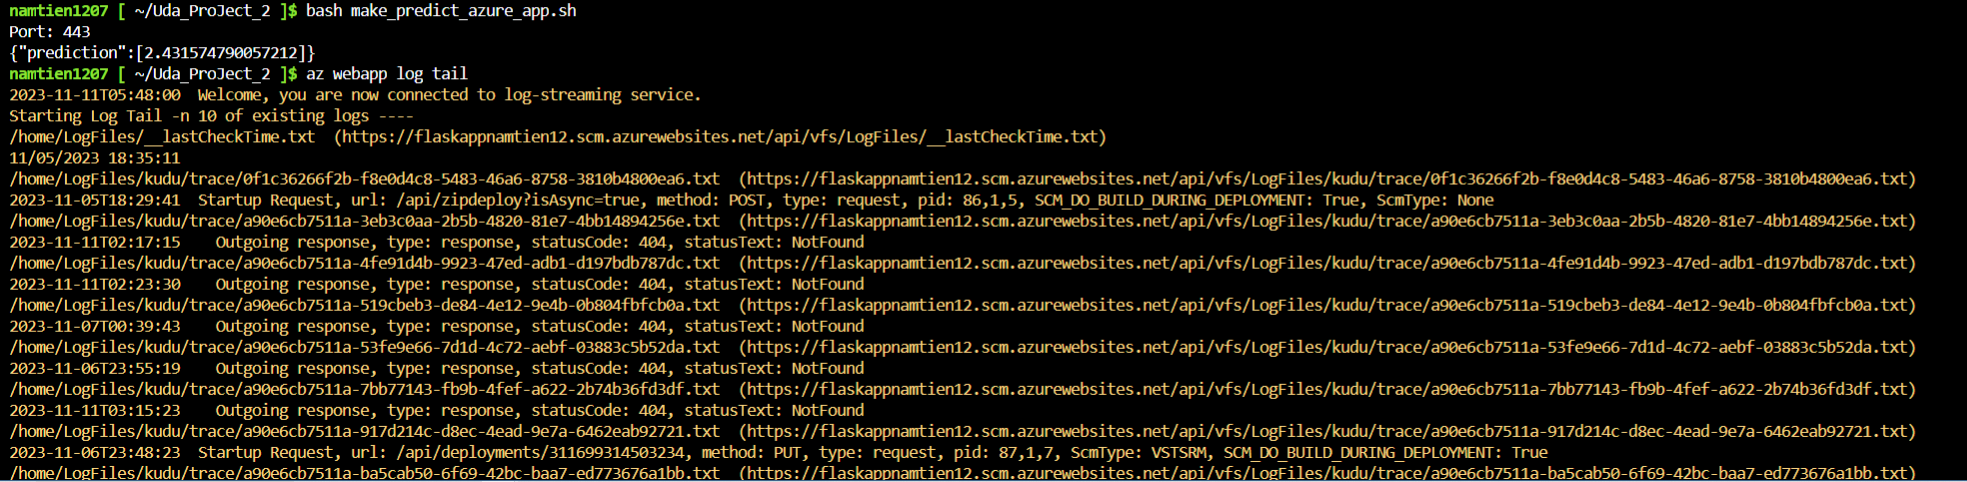 namtien1207 [ ~/Uda_ProJect_2 ]$ bash make_predict_azure_app.sh
Port: 443
{"prediction":[2.431574790057212]}
namtien1207 [ ~/Uda_ProJect_2 ]$ az webapp log tail
2023-11-11T05:48:00  Welcome, you are now connected to log-streaming service.
Starting Log Tail -n 10 of existing logs ----
/home/LogFiles/__lastCheckTime.txt  (https://flaskappnamtien12.scm.azurewebsites.net/api/vfs/LogFiles/__lastCheckTime.txt)
11/05/2023 18:35:11
/home/LogFiles/kudu/trace/0f1c36266f2b-f8e0d4c8-5483-46a6-8758-3810b4800ea6.txt  (https://flaskappnamtien12.scm.azurewebsites.net/api/vfs/LogFiles/kudu/trace/0f1c36266f2b-f8e0d4c8-5483-46a6-8758-3810b4800ea6.txt)
2023-11-05T18:29:41  Startup Request, url: /api/zipdeploy?isAsync=true, method: POST, type: request, pid: 86,1,5, SCM_DO_BUILD_DURING_DEPLOYMENT: True, ScmType: None
/home/LogFiles/kudu/trace/a90e6cb7511a-3eb3c0aa-2b5b-4820-81e7-4bb14894256e.txt  (https://flaskappnamtien12.scm.azurewebsites.net/api/vfs/LogFiles/kudu/trace/a90e6cb7511a-3eb3c0aa-2b5b-4820-81e7-4bb14894256e.txt)
2023-11-11T02:17:15    Outgoing response, type: response, statusCode: 404, statusText: NotFound
/home/LogFiles/kudu/trace/a90e6cb7511a-4fe91d4b-9923-47ed-adb1-d197bdb787dc.txt  (https://flaskappnamtien12.scm.azurewebsites.net/api/vfs/LogFiles/kudu/trace/a90e6cb7511a-4fe91d4b-9923-47ed-adb1-d197bdb787dc.txt)
2023-11-11T02:23:30    Outgoing response, type: response, statusCode: 404, statusText: NotFound
/home/LogFiles/kudu/trace/a90e6cb7511a-519cbeb3-de84-4e12-9e4b-0b804fbfcb0a.txt  (https://flaskappnamtien12.scm.azurewebsites.net/api/vfs/LogFiles/kudu/trace/a90e6cb7511a-519cbeb3-de84-4e12-9e4b-0b804fbfcb0a.txt)
2023-11-07T00:39:43    Outgoing response, type: response, statusCode: 404, statusText: NotFound
/home/LogFiles/kudu/trace/a90e6cb7511a-53fe9e66-7d1d-4c72-aebf-03883c5b52da.txt  (https://flaskappnamtien12.scm.azurewebsites.net/api/vfs/LogFiles/kudu/trace/a90e6cb7511a-53fe9e66-7d1d-4c72-aebf-03883c5b52da.txt)
2023-11-06T23:55:19    Outgoing response, type: response, statusCode: 404, statusText: NotFound
/home/LogFiles/kudu/trace/a90e6cb7511a-7bb77143-fb9b-4fef-a622-2b74b36fd3df.txt  (https://flaskappnamtien12.scm.azurewebsites.net/api/vfs/LogFiles/kudu/trace/a90e6cb7511a-7bb77143-fb9b-4fef-a622-2b74b36fd3df.txt)
2023-11-11T03:15:23    Outgoing response, type: response, statusCode: 404, statusText: NotFound
/home/LogFiles/kudu/trace/a90e6cb7511a-917d214c-d8ec-4ead-9e7a-6462eab92721.txt  (https://flaskappnamtien12.scm.azurewebsites.net/api/vfs/LogFiles/kudu/trace/a90e6cb7511a-917d214c-d8ec-4ead-9e7a-6462eab92721.txt)
2023-11-06T23:48:23  Startup Request, url: /api/deployments/311699314503234, method: PUT, type: request, pid: 87,1,7, ScmType: VSTSRM, SCM_DO_BUILD_DURING_DEPLOYMENT: True
/home/LogFiles/kudu/trace/a90e6cb7511a-ba5cab50-6f69-42bc-baa7-ed773676a1bb.txt  (https://flaskappnamtien12.scm.azurewebsites.net/api/vfs/LogFiles/kudu/trace/a90e6cb7511a-ba5cab50-6f69-42bc-baa7-ed773676a1bb.txt)